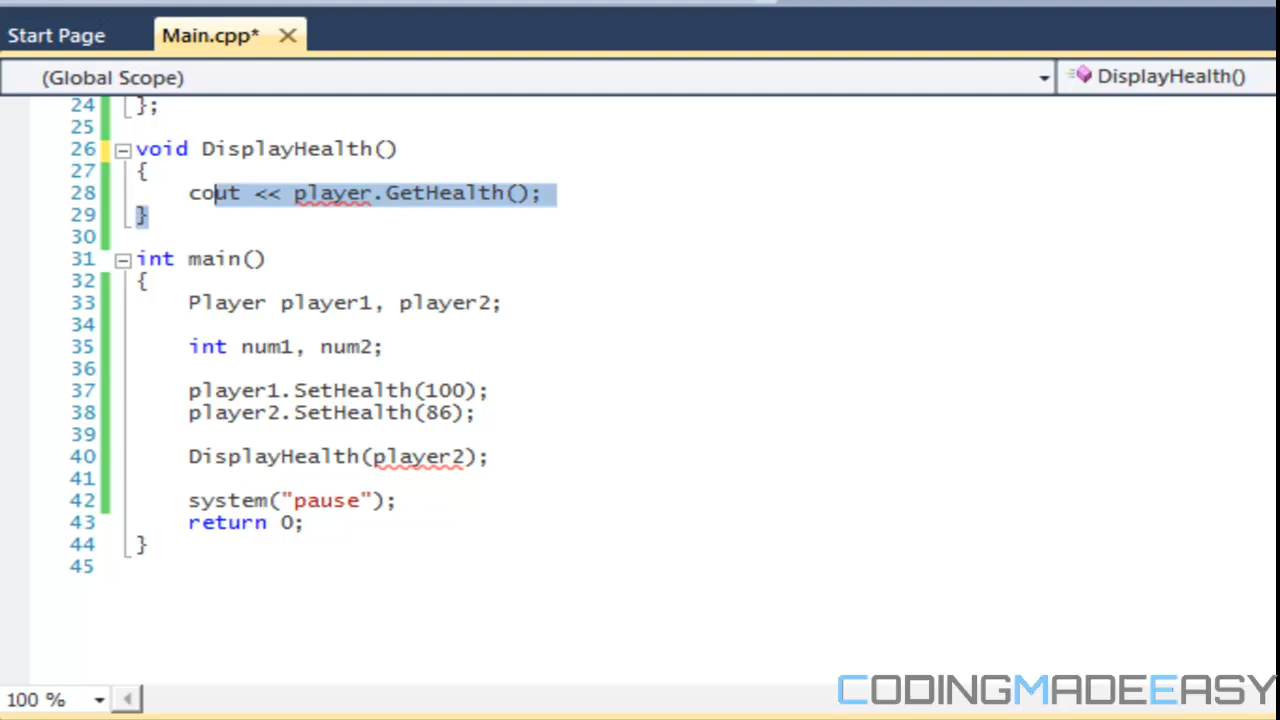 Start Page Main.cpp*
(Global Scope) DisplayHealth()
24 };
25
26 void DisplayHealth()
27 {
28 cout << player.GetHealth();
29 }
30
31 int main()
32 {
33 Player player1, player2;
34
35 int num1, num2;
36
37 player1.SetHealth(100);
38 player2.SetHealth(86);
39
40 DisplayHealth(player2);
41
42 system("pause");
43 return 0;
44 }
45
100 %
CODINGMADEEASY